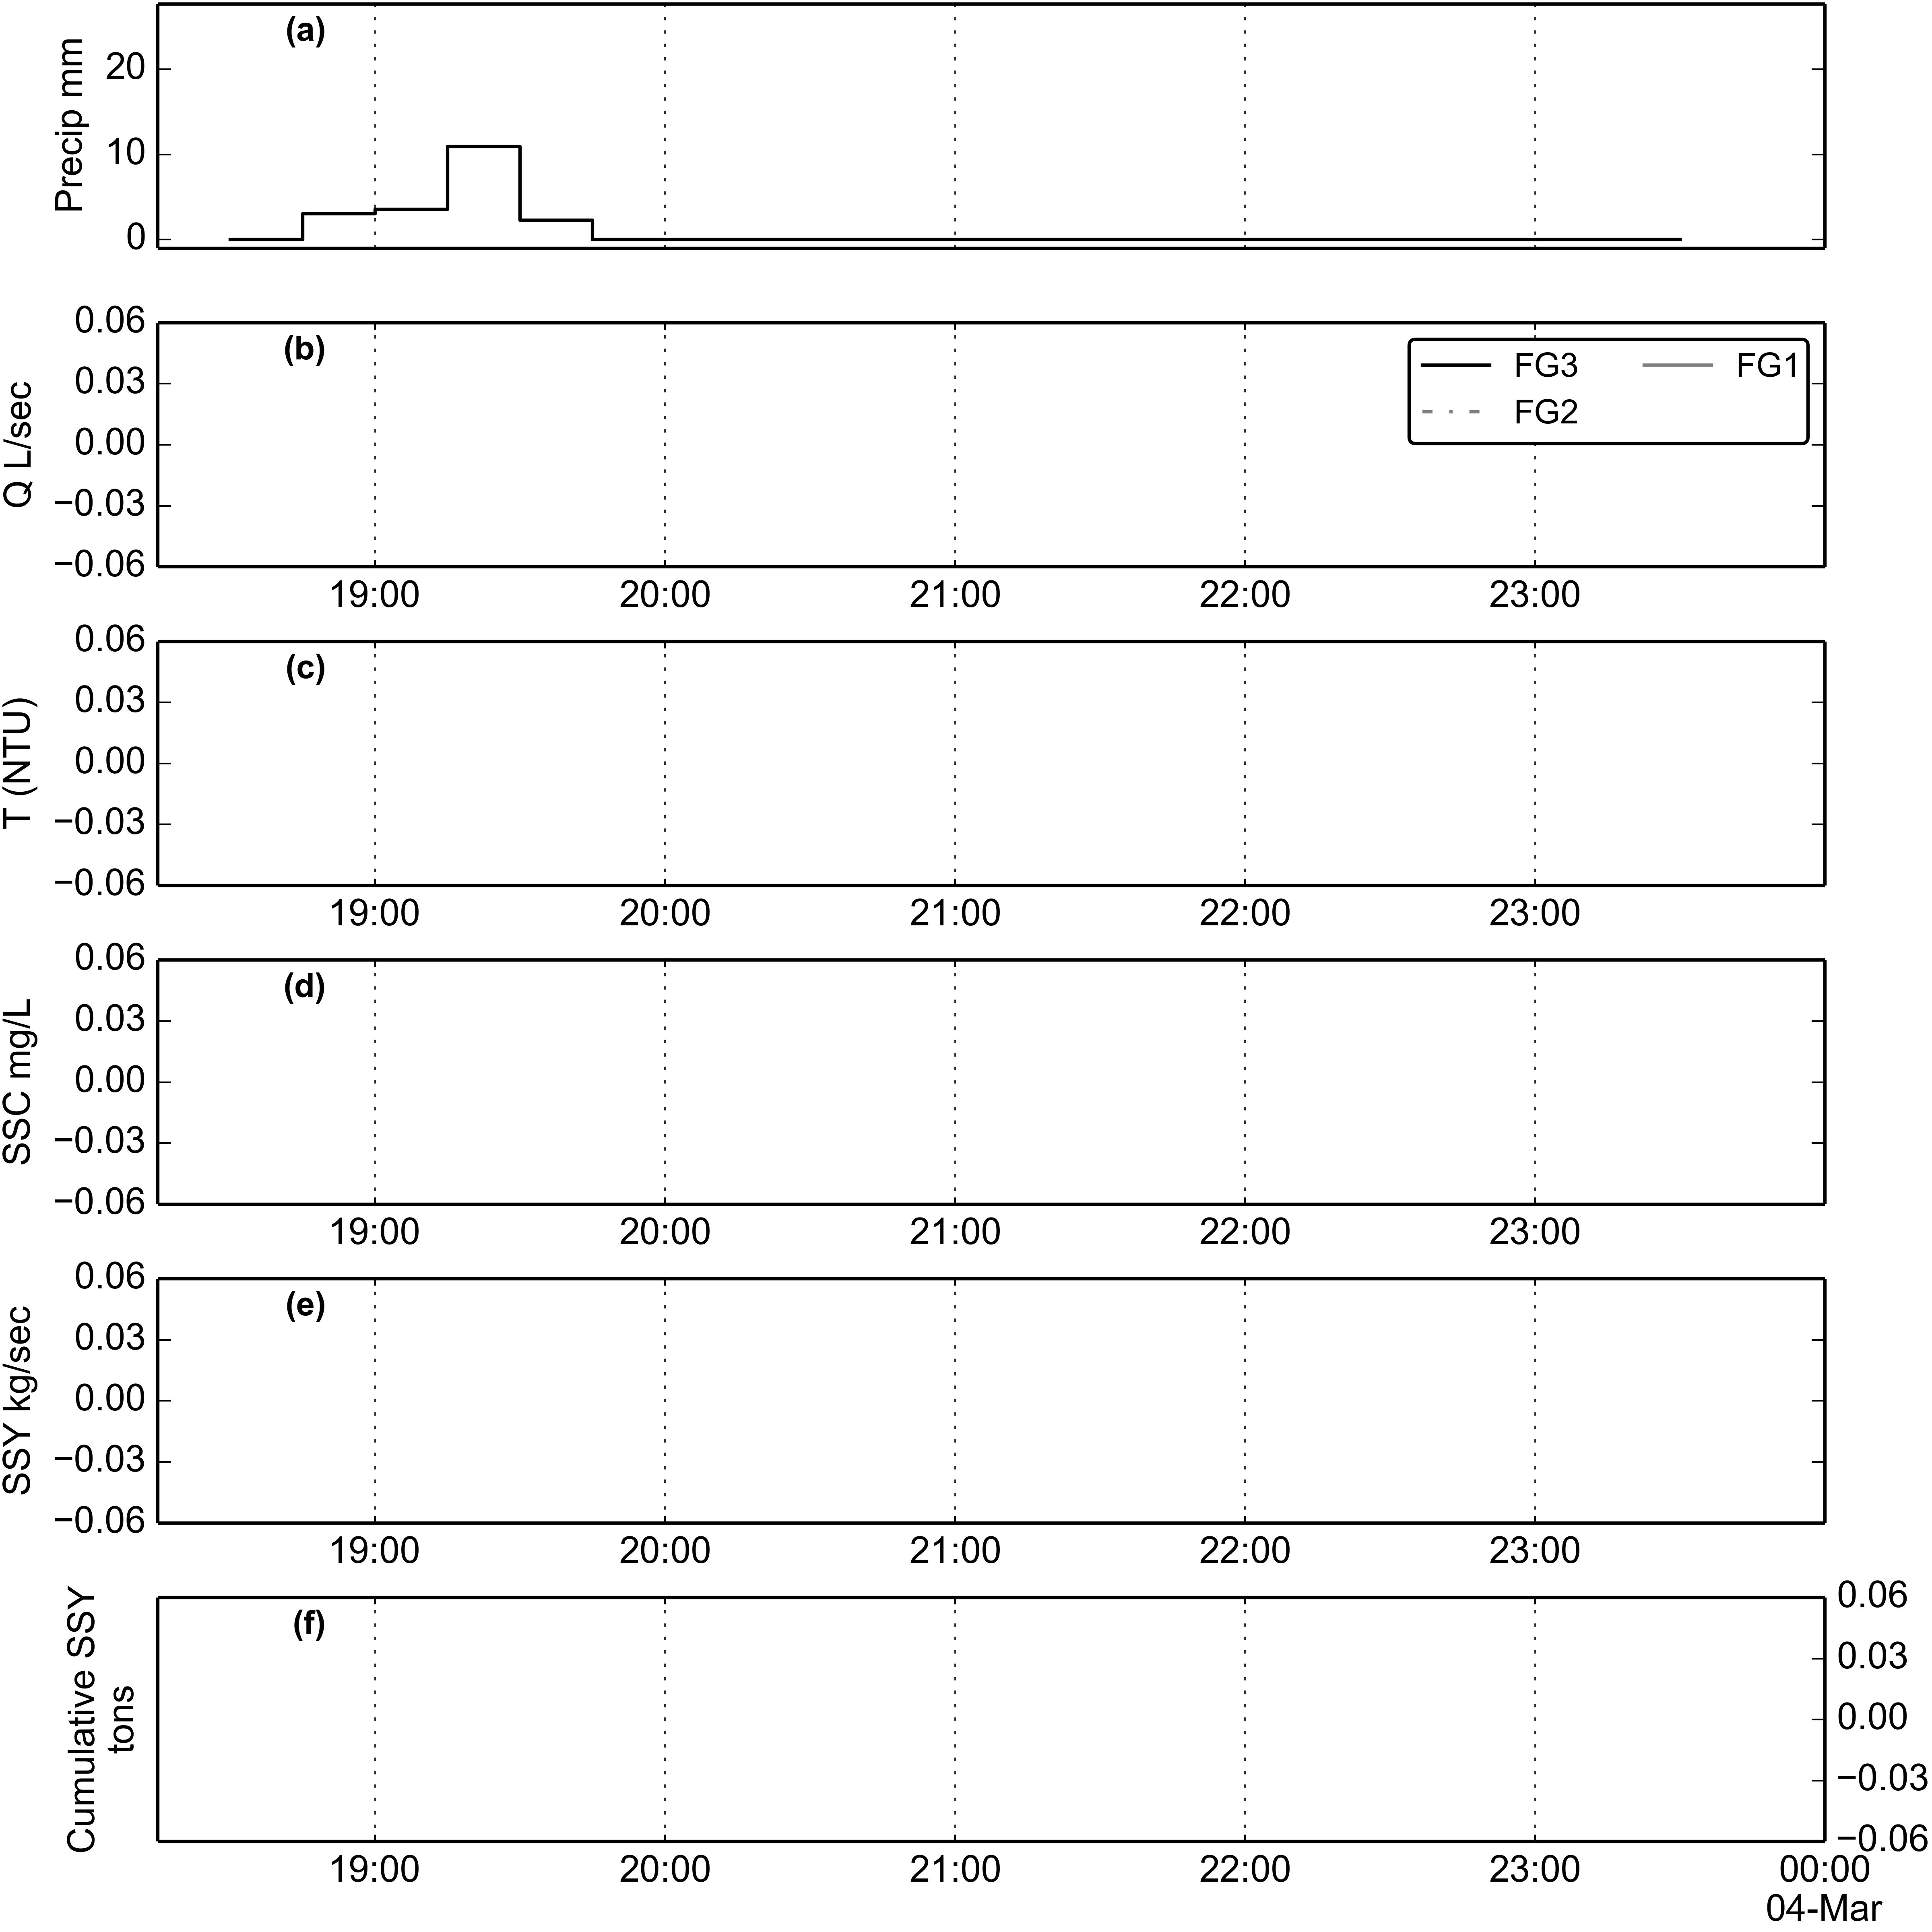 (a)
Precip mm
20
10
0
(b)
Q L/sec
0.06
0.03
0.00
−0.03
−0.06
FG3 FG1
FG2
19:00 20:00 21:00 22:00 23:00
(c)
T (NTU)
0.06
0.03
0.00
−0.03
−0.06
19:00 20:00 21:00 22:00 23:00
(d)
SSC mg/L
0.06
0.03
0.00
−0.03
−0.06
19:00 20:00 21:00 22:00 23:00
(e)
SSY kg/sec
0.06
0.03
0.00
−0.03
−0.06
19:00 20:00 21:00 22:00 23:00
(f)
Cumulative SSY
tons
0.06
0.03
0.00
−0.03
−0.06
19:00 20:00 21:00 22:00 23:00 00:00
04-Mar